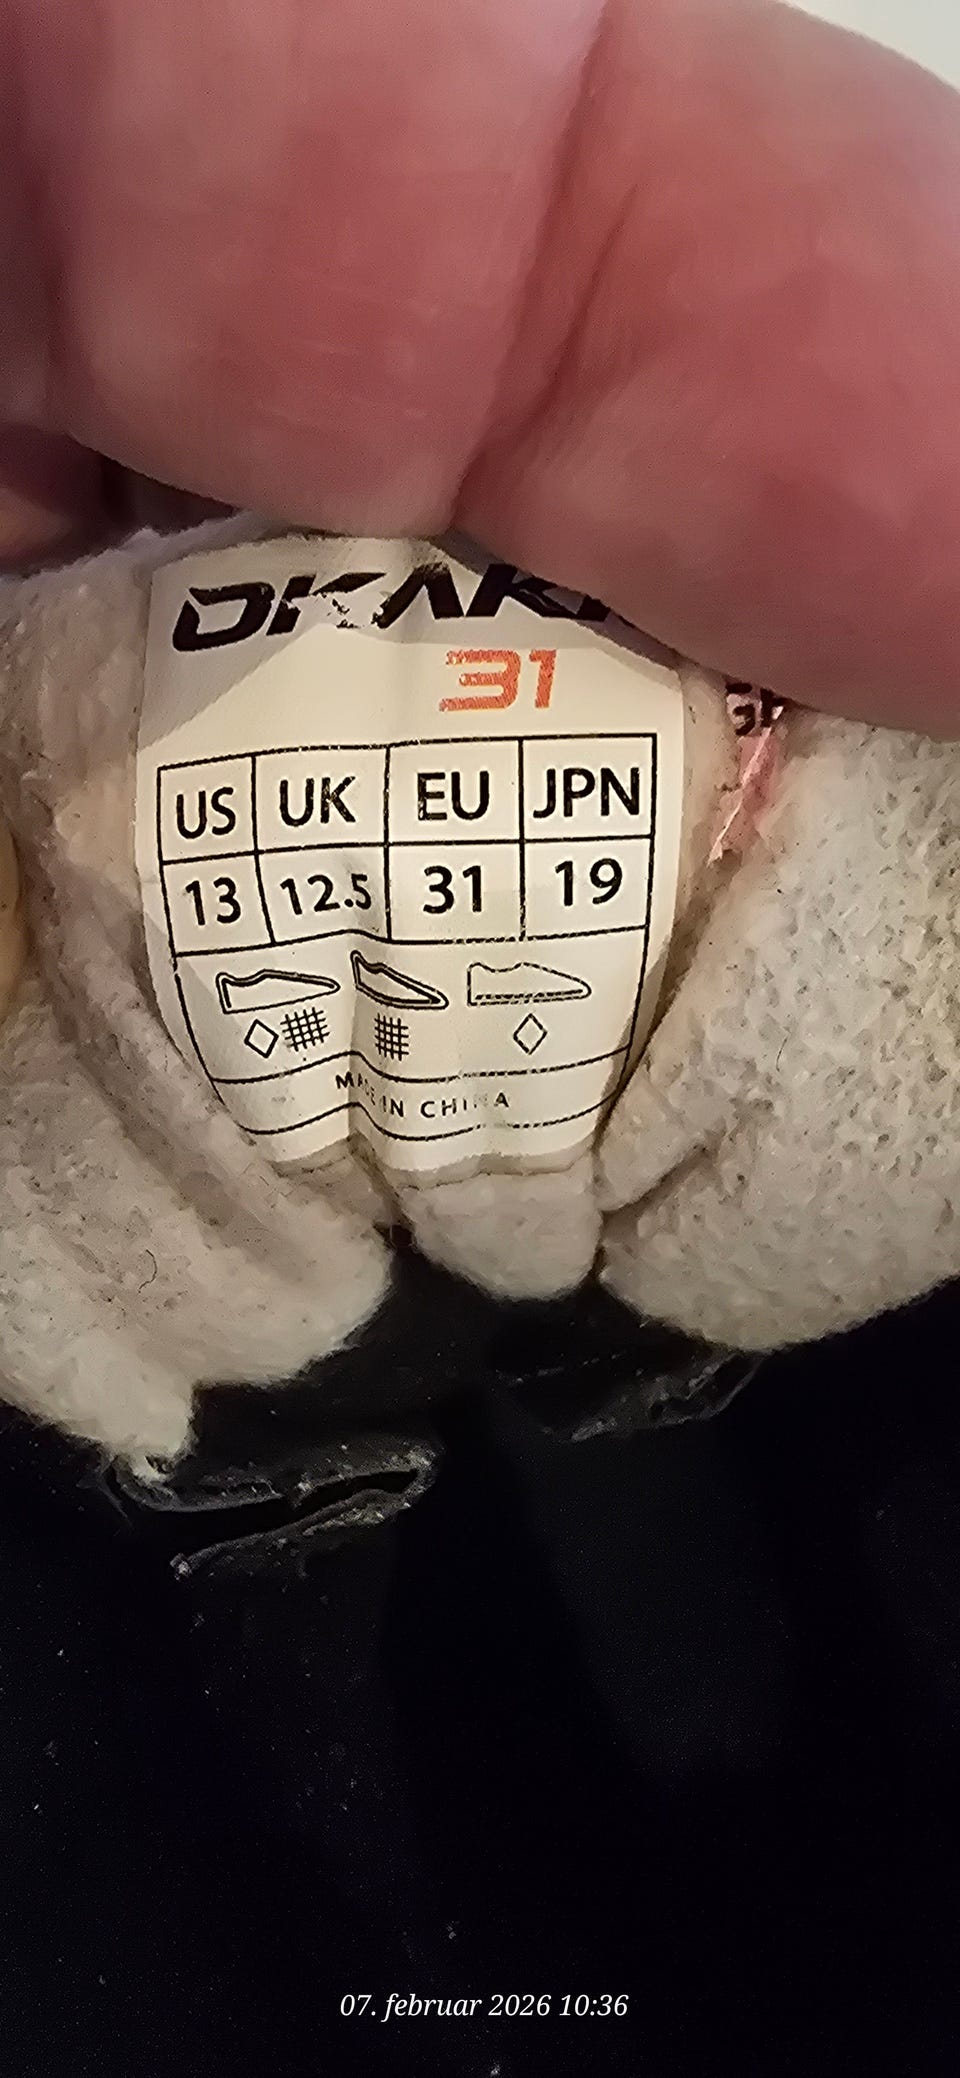 31
US UK EU JPN
13 12.5 31 19
MADE IN CHINA
07. februar 2026 10:36